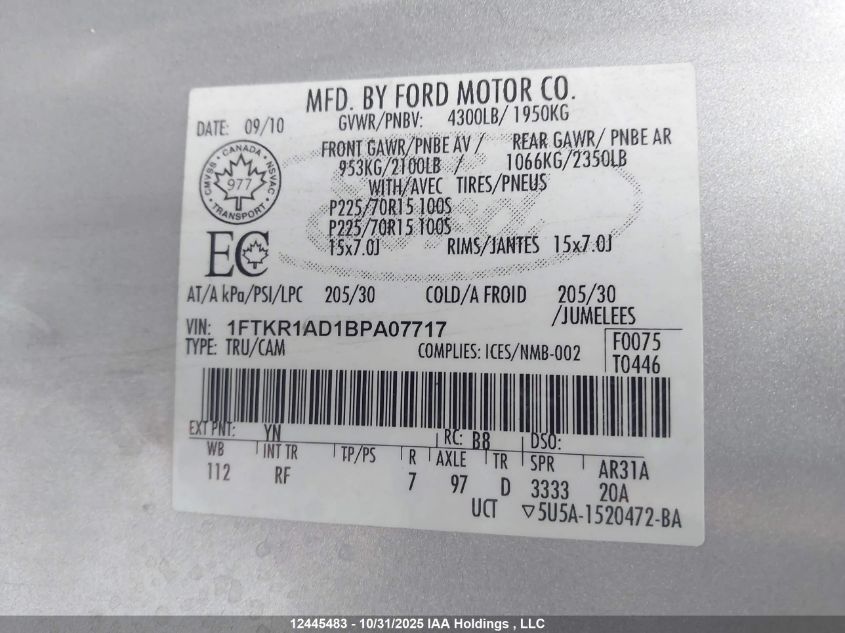 MFD. BY FORD MOTOR CO.
DATE: 09/10 GVWR/PNBV: 4300LB/ 1950KG
FRONT GAWR/PNBE AV / REAR GAWR/ PNBE AR
953KG/2100LB / 1066KG/2350LB
WITH/AVEC TIRES/PNEUS
CMVSS · CANADA · NSVAC
977
TRANSPORT
P225/70R15 100S
P225/70R15 100S
15x7.0J RIMS/JANTES 15x7.0J
EC
AT/A kPa/PSI/LPC 205/30 COLD/A FROID 205/30
/JUMELEES
VIN: 1FTKR1AD1BPA07717
TYPE: TRU/CAM COMPLIES: ICES/NMB-002
F0075
T0446
EXT PNT: YN RC: B8 DSO:
WB INT TR TP/PS R AXLE TR SPR AR31A
112 RF 7 97 D 3333 20A
UCT ▽5U5A-1520472-BA
12445483 - 10/31/2025 IAA Holdings , LLC